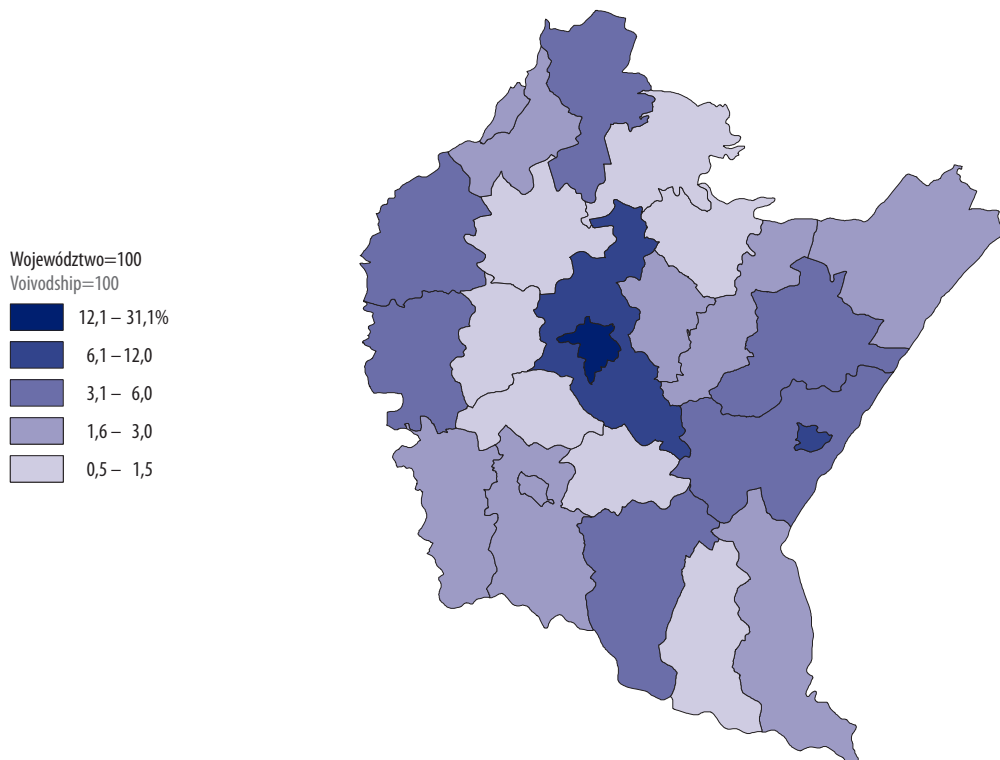 Województwo=100
Voivodship=100
12,1 – 31,1%
6,1 – 12,0
3,1 – 6,0
1,6 – 3,0
0,5 – 1,5